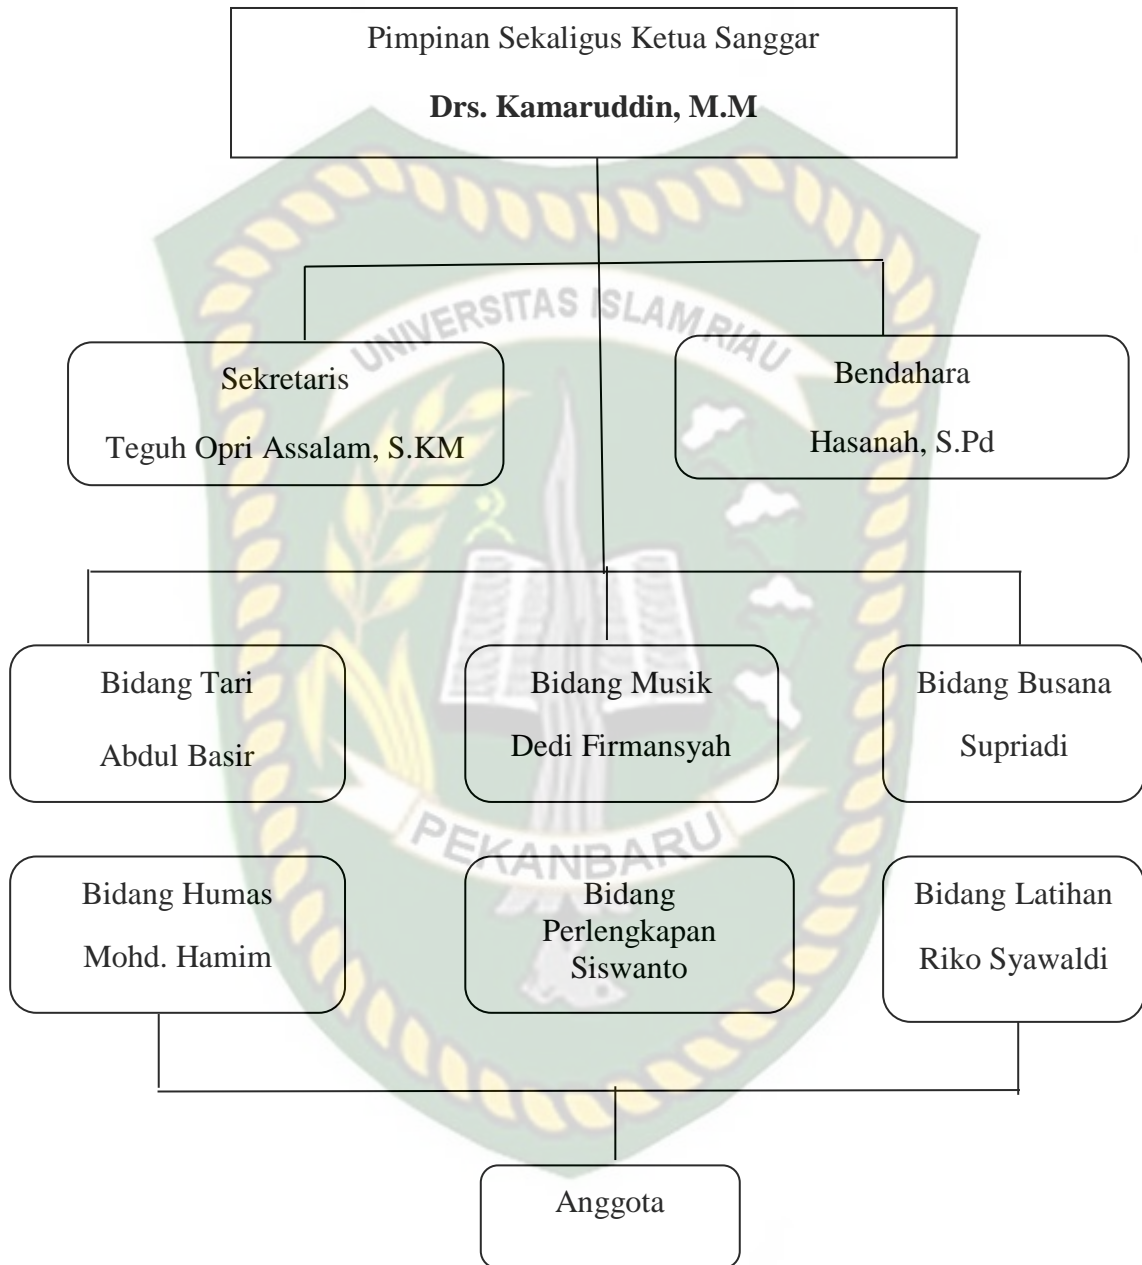 Pimpinan Sekaligus Ketua Sanggar
Drs. Kamaruddin, M.M
UNIVERSITAS ISLAM RIAU
Sekretaris
Teguh Opri Assalam, S.KM
Bendahara
Hasanah, S.Pd
Bidang Tari
Abdul Basir
Bidang Musik
Dedi Firmansyah
Bidang Busana
Supriadi
PEKANBARU
Bidang Humas
Mohd. Hamim
Bidang
Perlengkapan
Siswanto
Bidang Latihan
Riko Syawaldi
Anggota